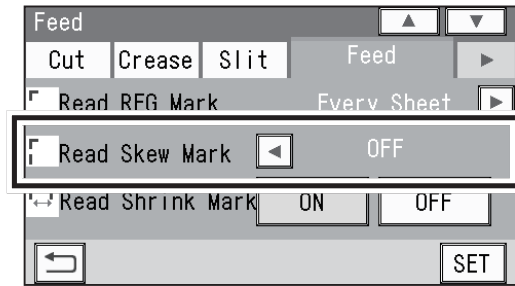 Feed
Cut Crease Slit Feed
Read REG Mark Every Sheet
Read Skew Mark OFF
Read Shrink Mark ON OFF
SET